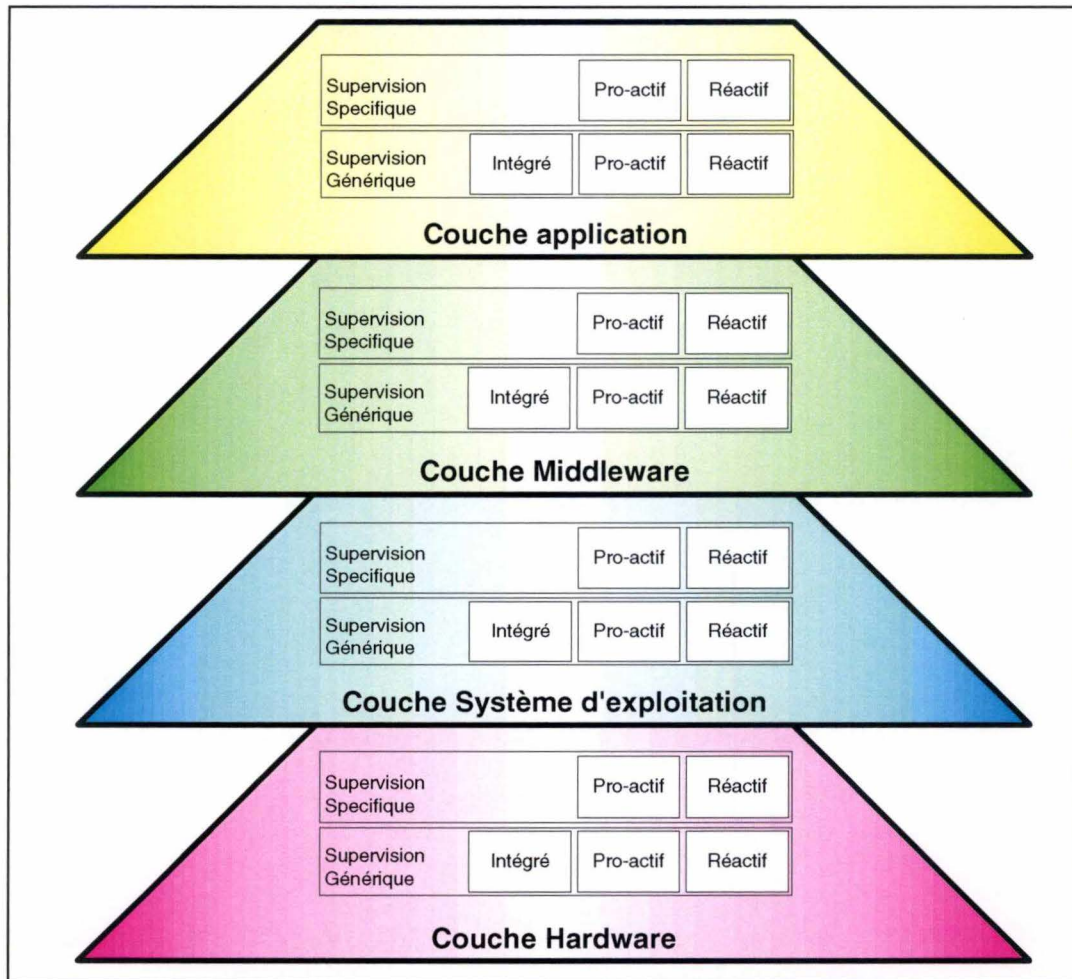 Supervision
Specifique
Pro-actif
Réactif
Supervision
Générique
Intégré
Pro-actif
Réactif
Couche application
Supervision
Specifique
Pro-actif
Réactif
Supervision
Générique
Intégré
Pro-actif
Réactif
Couche Middleware
Supervision
Specifique
Pro-actif
Réactif
Supervision
Générique
Intégré
Pro-actif
Réactif
Couche Système d'exploitation
Supervision
Specifique
Pro-actif
Réactif
Supervision
Générique
Intégré
Pro-actif
Réactif
Couche Hardware